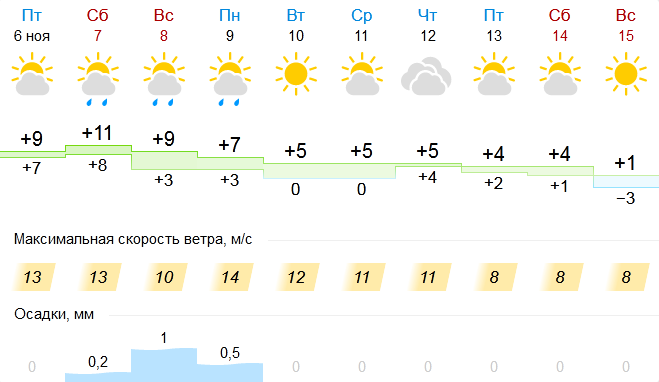 Пт Сб Вс Пн Вт Ср Чт Пт Сб Вс
6 ноя 7 8 9 10 11 12 13 14 15
+9 +11 +9 +7 +5 +5 +5 +4 +4 +1
+7 +8 +3 +3 0 0 +4 +2 +1 −3
Максимальная скорость ветра, м/с
13 13 10 14 12 11 11 8 8 8
Осадки, мм
0 0,2 1 0,5 0 0 0 0 0 0